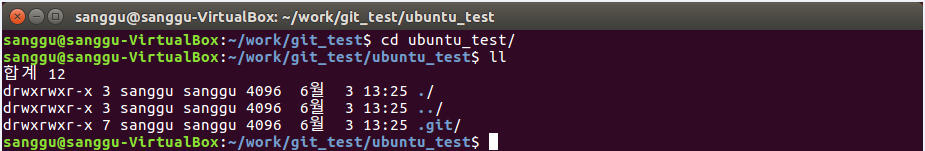 sanggu@sanggu-VirtualBox: ~/work/git_test/ubuntu_test
sanggu@sanggu-VirtualBox:~/work/git_test$ cd ubuntu_test/
sanggu@sanggu-VirtualBox:~/work/git_test/ubuntu_test$ ll
합계 12
drwxrwxr-x 3 sanggu sanggu 4096  6월  3 13:25 ./
drwxrwxr-x 3 sanggu sanggu 4096  6월  3 13:25 ../
drwxrwxr-x 7 sanggu sanggu 4096  6월  3 13:25 .git/
sanggu@sanggu-VirtualBox:~/work/git_test/ubuntu_test$